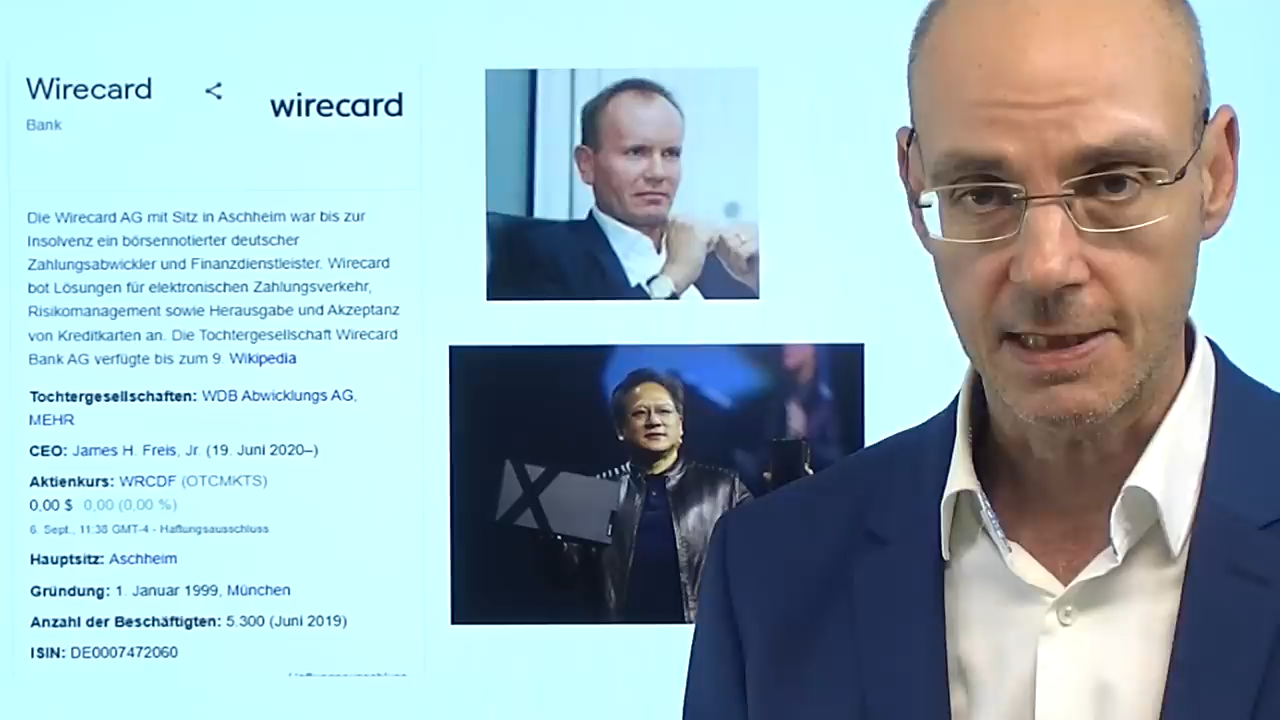 Wirecard
wirecard
Bank
Die Wirecard AG mit Sitz in Aschheim war bis zur
Insolvenz ein börsennotierter deutscher
Zahlungsabwickler und Finanzdienstleister. Wirecard
bot Lösungen für elektronischen Zahlungsverkehr,
Risikomanagement sowie Herausgabe und Akzeptanz
von Kreditkarten an. Die Tochtergesellschaft Wirecard
Bank AG verfügte bis zum 9. Wikipedia
Tochtergesellschaften: WDB Abwicklungs AG,
MEHR
CEO: James H. Freis, Jr. (19. Juni 2020–)
Aktienkurs: WRCDF (OTCMKTS)
0,00 $ 0,00 (0,00 %)
6. Sept., 11:38 GMT-4 - Haftungsausschluss
Hauptsitz: Aschheim
Gründung: 1. Januar 1999, München
Anzahl der Beschäftigten: 5.300 (Juni 2019)
ISIN: DE0007472060
Haftungsausschluss